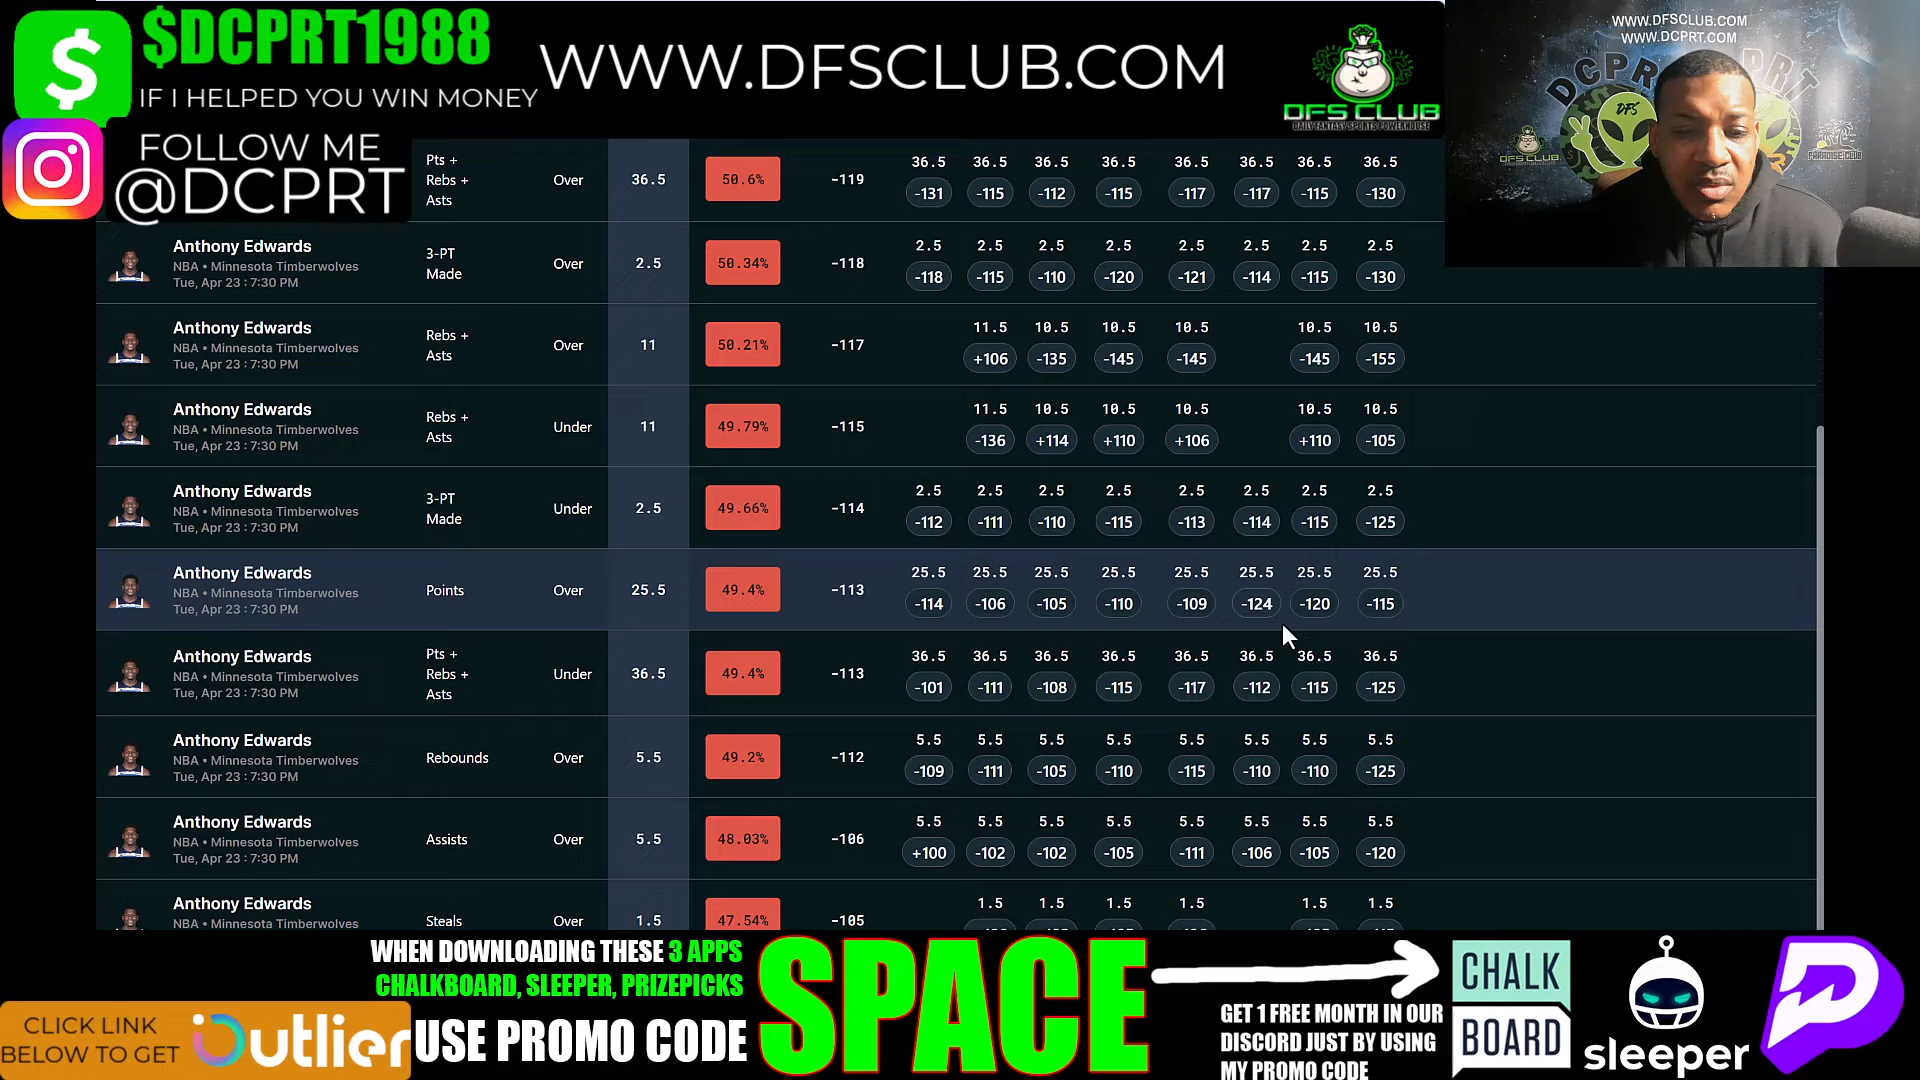 $DCPRT1988
IF I HELPED YOU WIN MONEY
WWW.DFSCLUB.COM
DFS CLUB
DAILY FANTASY SPORTS POWERHOUSE
WWW.DFSCLUB.COM
WWW.DCPRT.COM
FOLLOW ME
@DCPRT
DFS
DFS CLUB
PARADISE CLUB
Pts + Rebs + Asts Over 36.5 50.6% -119
36.5 36.5 36.5 36.5 36.5 36.5 36.5 36.5
-131 -115 -112 -115 -117 -117 -115 -130
Anthony Edwards
NBA • Minnesota Timberwolves
Tue, Apr 23 : 7:30 PM
3-PT Made Over 2.5 50.34% -118
2.5 2.5 2.5 2.5 2.5 2.5 2.5 2.5
-118 -115 -110 -120 -121 -114 -115 -130
Anthony Edwards
NBA • Minnesota Timberwolves
Tue, Apr 23 : 7:30 PM
Rebs + Asts Over 11 50.21% -117
11.5 10.5 10.5 10.5 10.5 10.5
+106 -135 -145 -145 -145 -155
Anthony Edwards
NBA • Minnesota Timberwolves
Tue, Apr 23 : 7:30 PM
Rebs + Asts Under 11 49.79% -115
11.5 10.5 10.5 10.5 10.5 10.5
-136 +114 +110 +106 +110 -105
Anthony Edwards
NBA • Minnesota Timberwolves
Tue, Apr 23 : 7:30 PM
3-PT Made Under 2.5 49.66% -114
2.5 2.5 2.5 2.5 2.5 2.5 2.5 2.5
-112 -111 -110 -115 -113 -114 -115 -125
Anthony Edwards
NBA • Minnesota Timberwolves
Tue, Apr 23 : 7:30 PM
Points Over 25.5 49.4% -113
25.5 25.5 25.5 25.5 25.5 25.5 25.5 25.5
-114 -106 -105 -110 -109 -124 -120 -115
Anthony Edwards
NBA • Minnesota Timberwolves
Tue, Apr 23 : 7:30 PM
Pts + Rebs + Asts Under 36.5 49.4% -113
36.5 36.5 36.5 36.5 36.5 36.5 36.5 36.5
-101 -111 -108 -115 -117 -112 -115 -125
Anthony Edwards
NBA • Minnesota Timberwolves
Tue, Apr 23 : 7:30 PM
Rebounds Over 5.5 49.2% -112
5.5 5.5 5.5 5.5 5.5 5.5 5.5 5.5
-109 -111 -105 -110 -115 -110 -110 -125
Anthony Edwards
NBA • Minnesota Timberwolves
Tue, Apr 23 : 7:30 PM
Assists Over 5.5 48.03% -106
5.5 5.5 5.5 5.5 5.5 5.5 5.5 5.5
+100 -102 -102 -105 -111 -106 -105 -120
Anthony Edwards
NBA • Minnesota Timberwolves
Steals Over 1.5 47.54% -105
1.5 1.5 1.5 1.5 1.5 1.5
WHEN DOWNLOADING THESE 3 APPS
CHALKBOARD, SLEEPER, PRIZEPICKS
USE PROMO CODE
SPACE
CLICK LINK
BELOW TO GET
Outlier
GET 1 FREE MONTH IN OUR
DISCORD JUST BY USING
MY PROMO CODE
CHALK
BOARD
sleeper